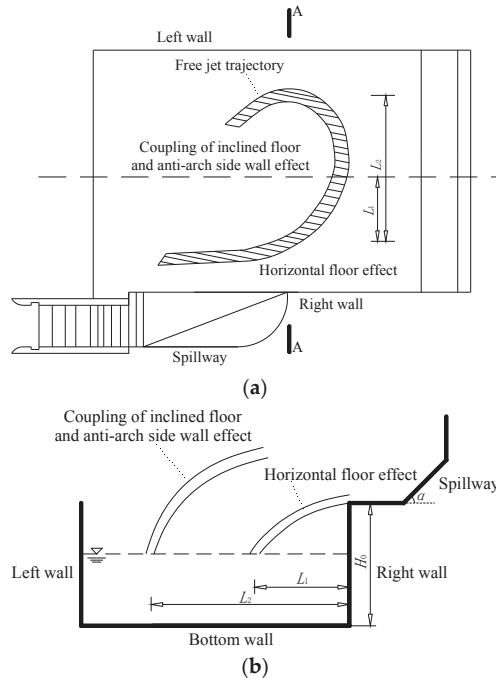 A
Left wall
Free jet trajectory
Coupling of inclined floor
and anti-arch side wall effect
L₂
L₁
Horizontal floor effect
Right wall
A
Spillway
(a)
Coupling of inclined floor
and anti-arch side wall effect
Horizontal floor effect
Spillway
α
Left wall
L₁
H₀
Right wall
L₂
Bottom wall
(b)